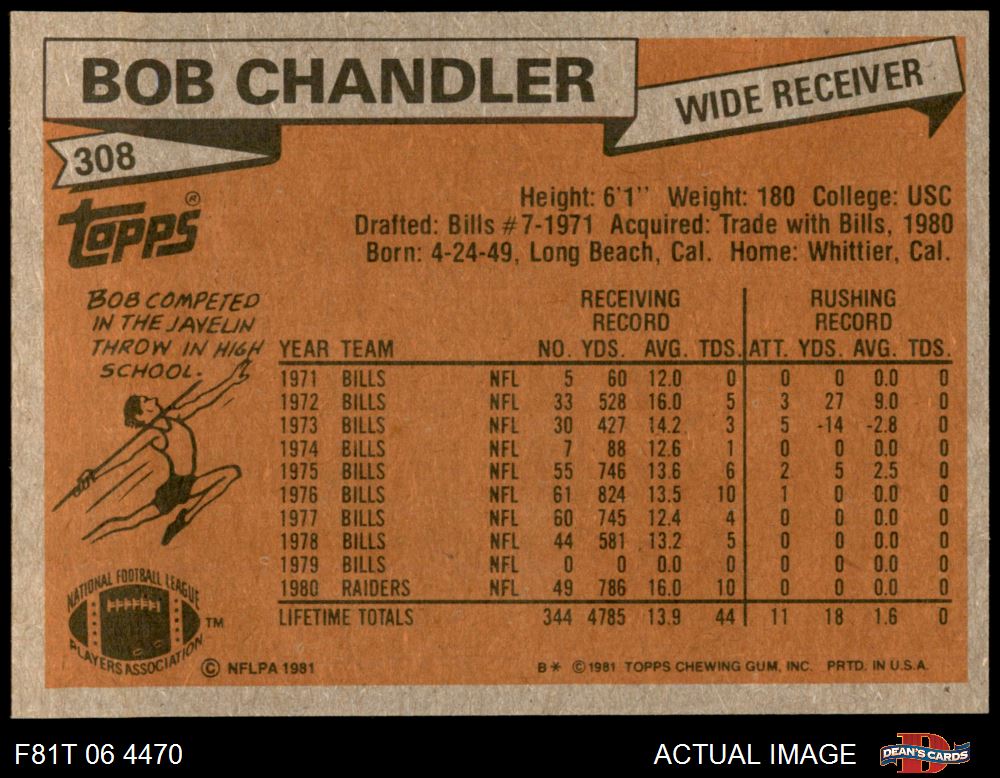 BOB CHANDLER
WIDE RECEIVER
308
TOPPS®
Height: 6'1" Weight: 180 College: USC
Drafted: Bills #7-1971 Acquired: Trade with Bills, 1980
Born: 4-24-49, Long Beach, Cal. Home: Whittier, Cal.
BOB COMPETED
IN THE JAVELIN
THROW IN HIGH
SCHOOL.
RECEIVING RUSHING
RECORD RECORD
YEAR TEAM NO. YDS. AVG. TDS. ATT. YDS. AVG. TDS.
1971 BILLS NFL 5 60 12.0 0 0 0 0.0 0
1972 BILLS NFL 33 528 16.0 5 3 27 9.0 0
1973 BILLS NFL 30 427 14.2 3 5 -14 -2.8 0
1974 BILLS NFL 7 88 12.6 1 0 0 0.0 0
1975 BILLS NFL 55 746 13.6 6 2 5 2.5 0
1976 BILLS NFL 61 824 13.5 10 1 0 0.0 0
1977 BILLS NFL 60 745 12.4 4 0 0 0.0 0
1978 BILLS NFL 44 581 13.2 5 0 0 0.0 0
1979 BILLS NFL 0 0 0.0 0 0 0 0.0 0
1980 RAIDERS NFL 49 786 16.0 10 0 0 0.0 0
LIFETIME TOTALS 344 4785 13.9 44 11 18 1.6 0
NATIONAL FOOTBALL LEAGUE
PLAYERS ASSOCIATION TM
© NFLPA 1981
B* © 1981 TOPPS CHEWING GUM, INC. PRTD. IN U.S.A.
F81T 06 4470
ACTUAL IMAGE
D
DEAN'S CARDS